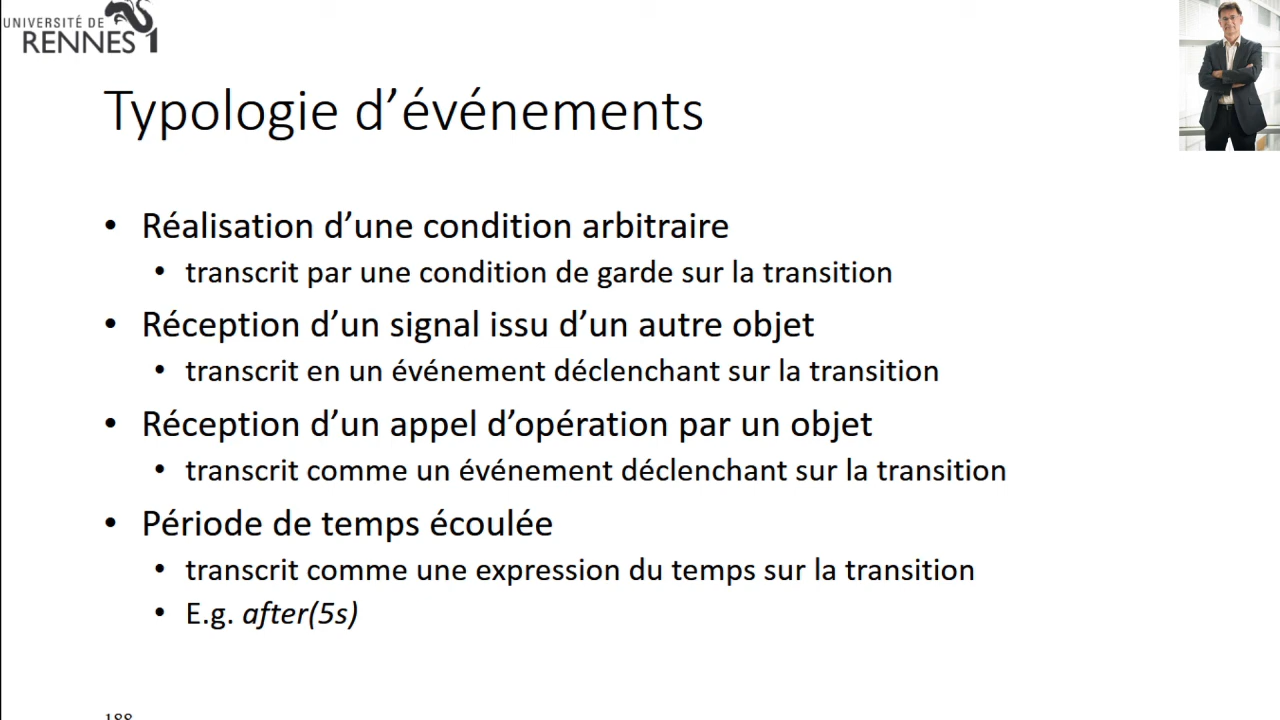 UNIVERSITÉ DE
RENNES 1
Typologie d’événements
• Réalisation d’une condition arbitraire
• transcrit par une condition de garde sur la transition
• Réception d’un signal issu d’un autre objet
• transcrit en un événement déclenchant sur la transition
• Réception d’un appel d’opération par un objet
• transcrit comme un événement déclenchant sur la transition
• Période de temps écoulée
• transcrit comme une expression du temps sur la transition
• E.g. after(5s)
188